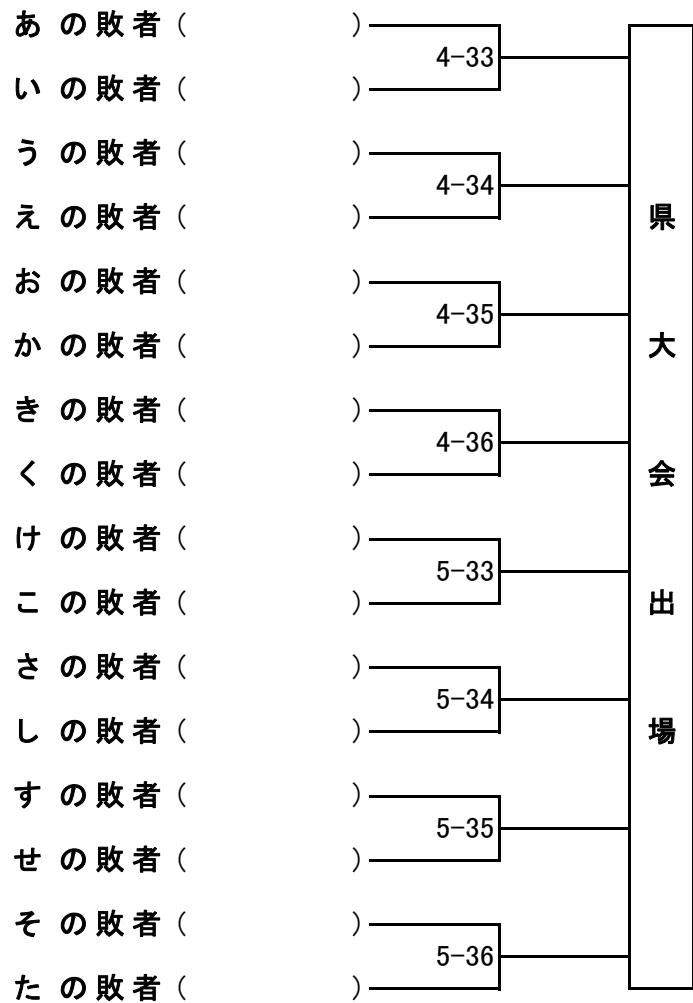 あ の 敗 者 (                )
4-33
い の 敗 者 (                )
う の 敗 者 (                )
4-34
え の 敗 者 (                )
お の 敗 者 (                )
4-35
か の 敗 者 (                )
き の 敗 者 (                )
4-36
く の 敗 者 (                )
け の 敗 者 (                )
5-33
こ の 敗 者 (                )
さ の 敗 者 (                )
5-34
し の 敗 者 (                )
す の 敗 者 (                )
5-35
せ の 敗 者 (                )
そ の 敗 者 (                )
5-36
た の 敗 者 (                )
県大会出場